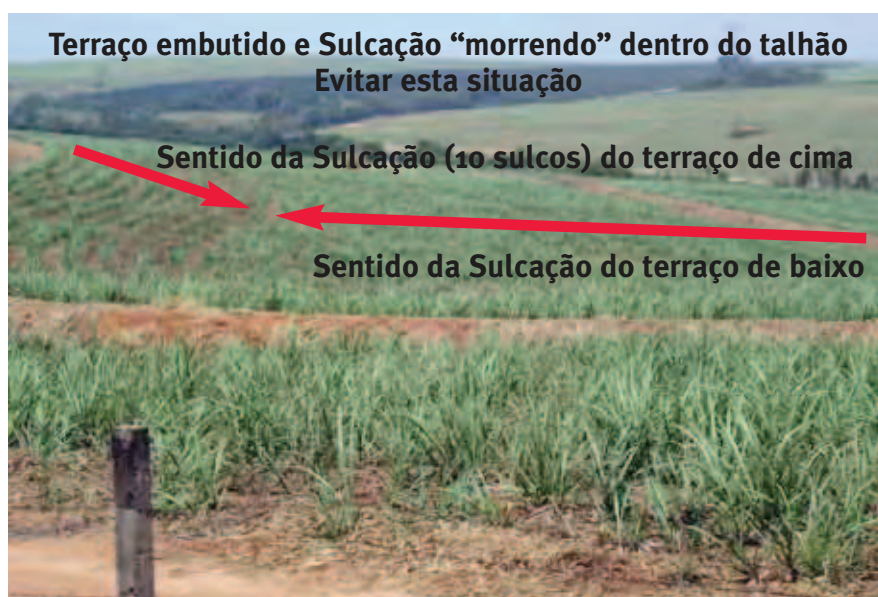 Terraço embutido e Sulcação “morrendo” dentro do talhão
Evitar esta situação
Sentido da Sulcação (10 sulcos) do terraço de cima
Sentido da Sulcação do terraço de baixo